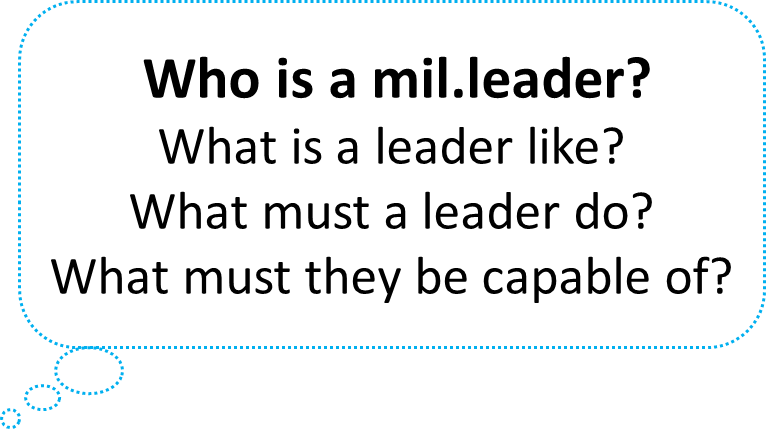 Who is a mil.leader?
What is a leader like?
What must a leader do?
What must they be capable of?